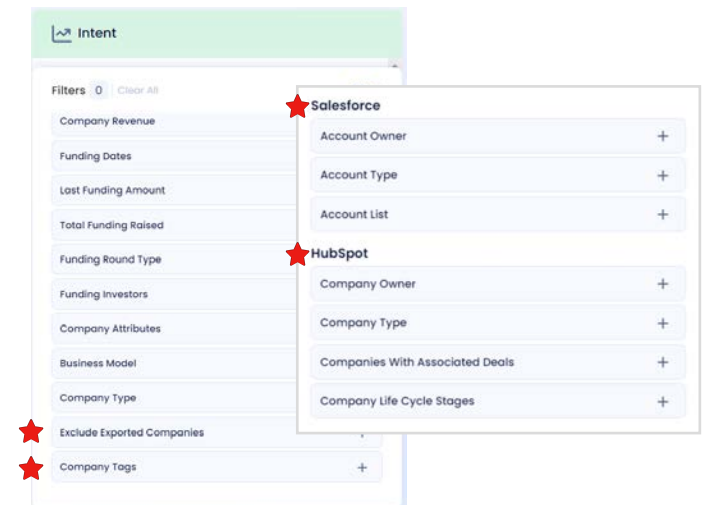 Intent
Filters 0 Clear All
Company Revenue
Funding Dates
Last Funding Amount
Total Funding Raised
Funding Round Type
Funding Investors
Company Attributes
Business Model
Company Type
Exclude Exported Companies
Company Tags +
Salesforce
Account Owner +
Account Type +
Account List +
HubSpot
Company Owner +
Company Type +
Companies With Associated Deals +
Company Life Cycle Stages +